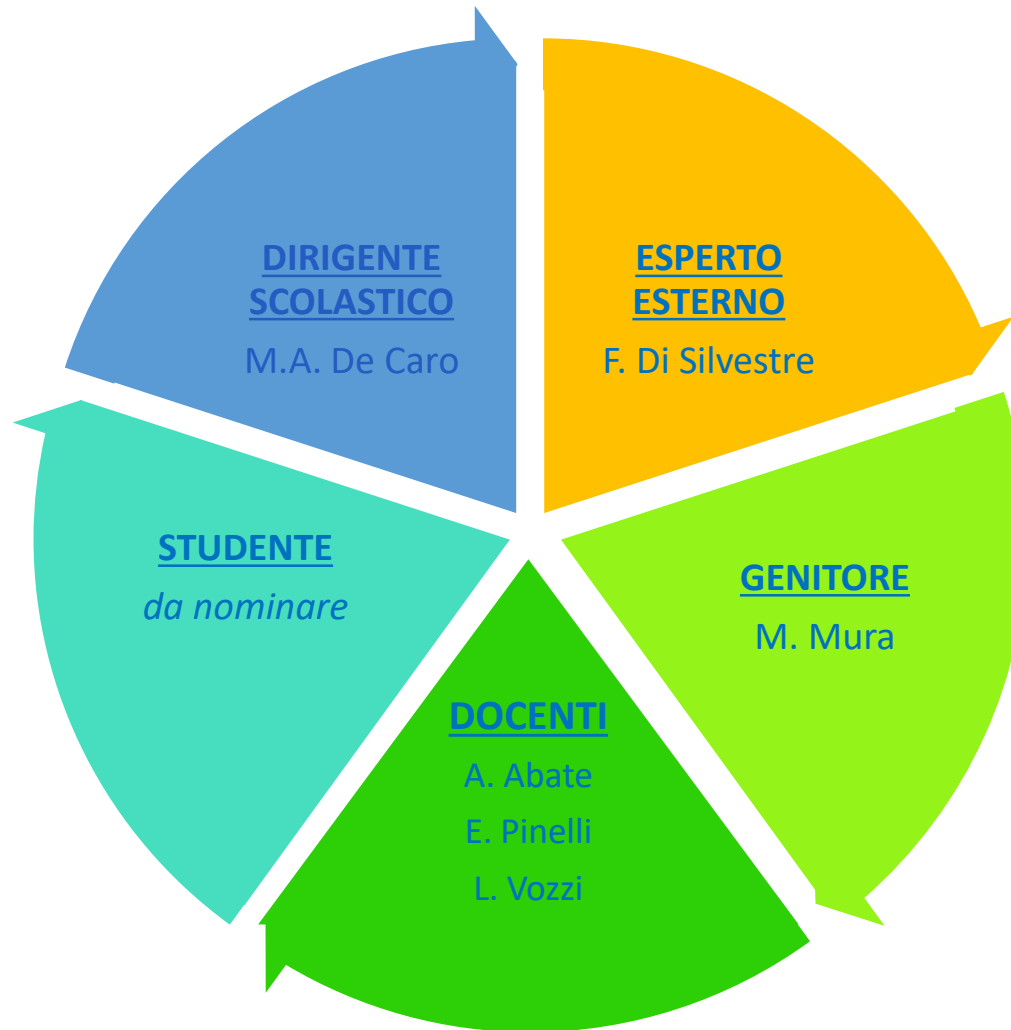 DIRIGENTE
SCOLASTICO
M.A. De Caro
ESPERTO
ESTERNO
F. Di Silvestre
GENITORE
M. Mura
DOCENTI
A. Abate
E. Pinelli
L. Vozzi
STUDENTE
da nominare